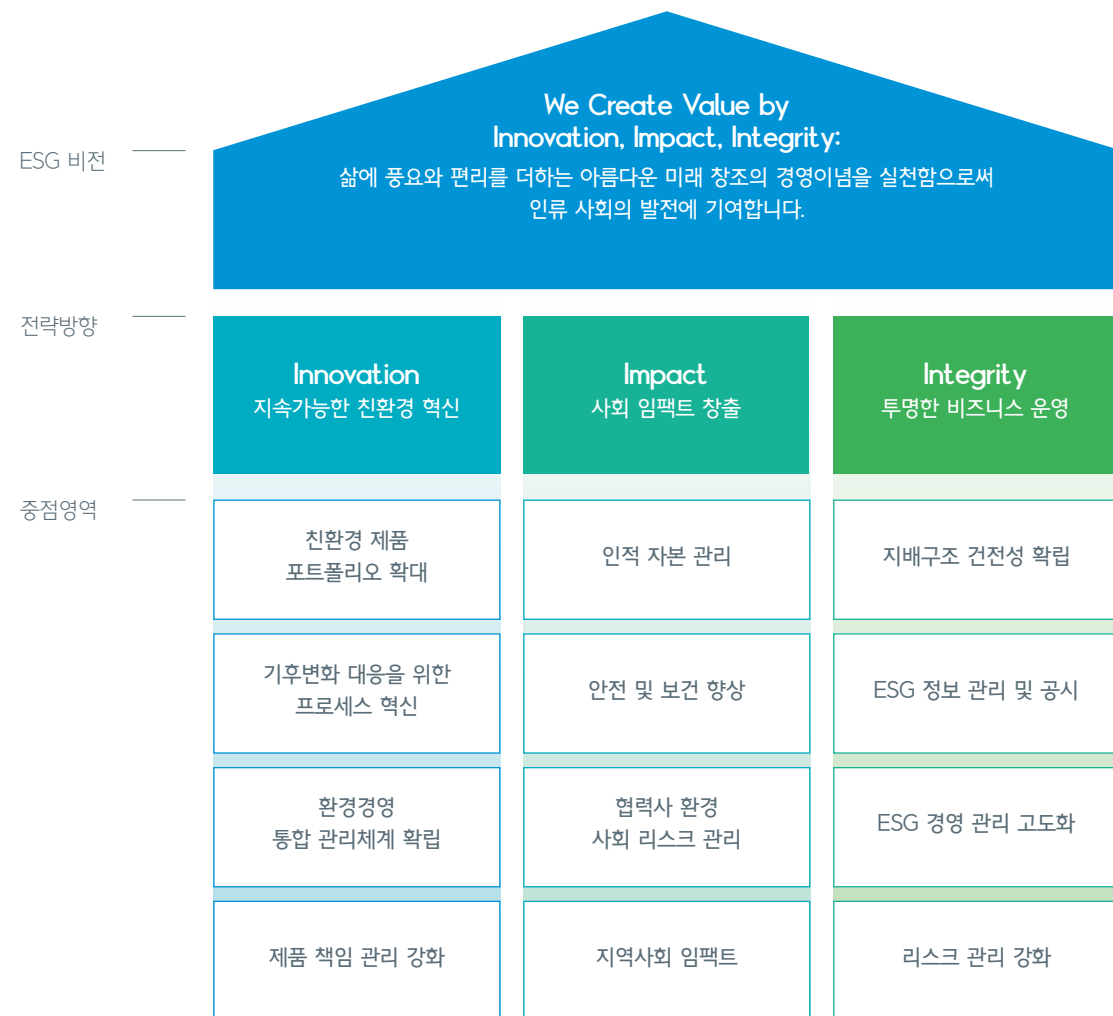 ESG 비전
We Create Value by
Innovation, Impact, Integrity:
삶에 풍요와 편리를 더하는 아름다운 미래 창조의 경영이념을 실천함으로써
인류 사회의 발전에 기여합니다.
전략방향
Innovation
지속가능한 친환경 혁신
Impact
사회 임팩트 창출
Integrity
투명한 비즈니스 운영
중점영역
친환경 제품
포트폴리오 확대
인적 자본 관리
지배구조 건전성 확립
기후변화 대응을 위한
프로세스 혁신
안전 및 보건 향상
ESG 정보 관리 및 공시
환경경영
통합 관리체계 확립
협력사 환경
사회 리스크 관리
ESG 경영 관리 고도화
제품 책임 관리 강화
지역사회 임팩트
리스크 관리 강화